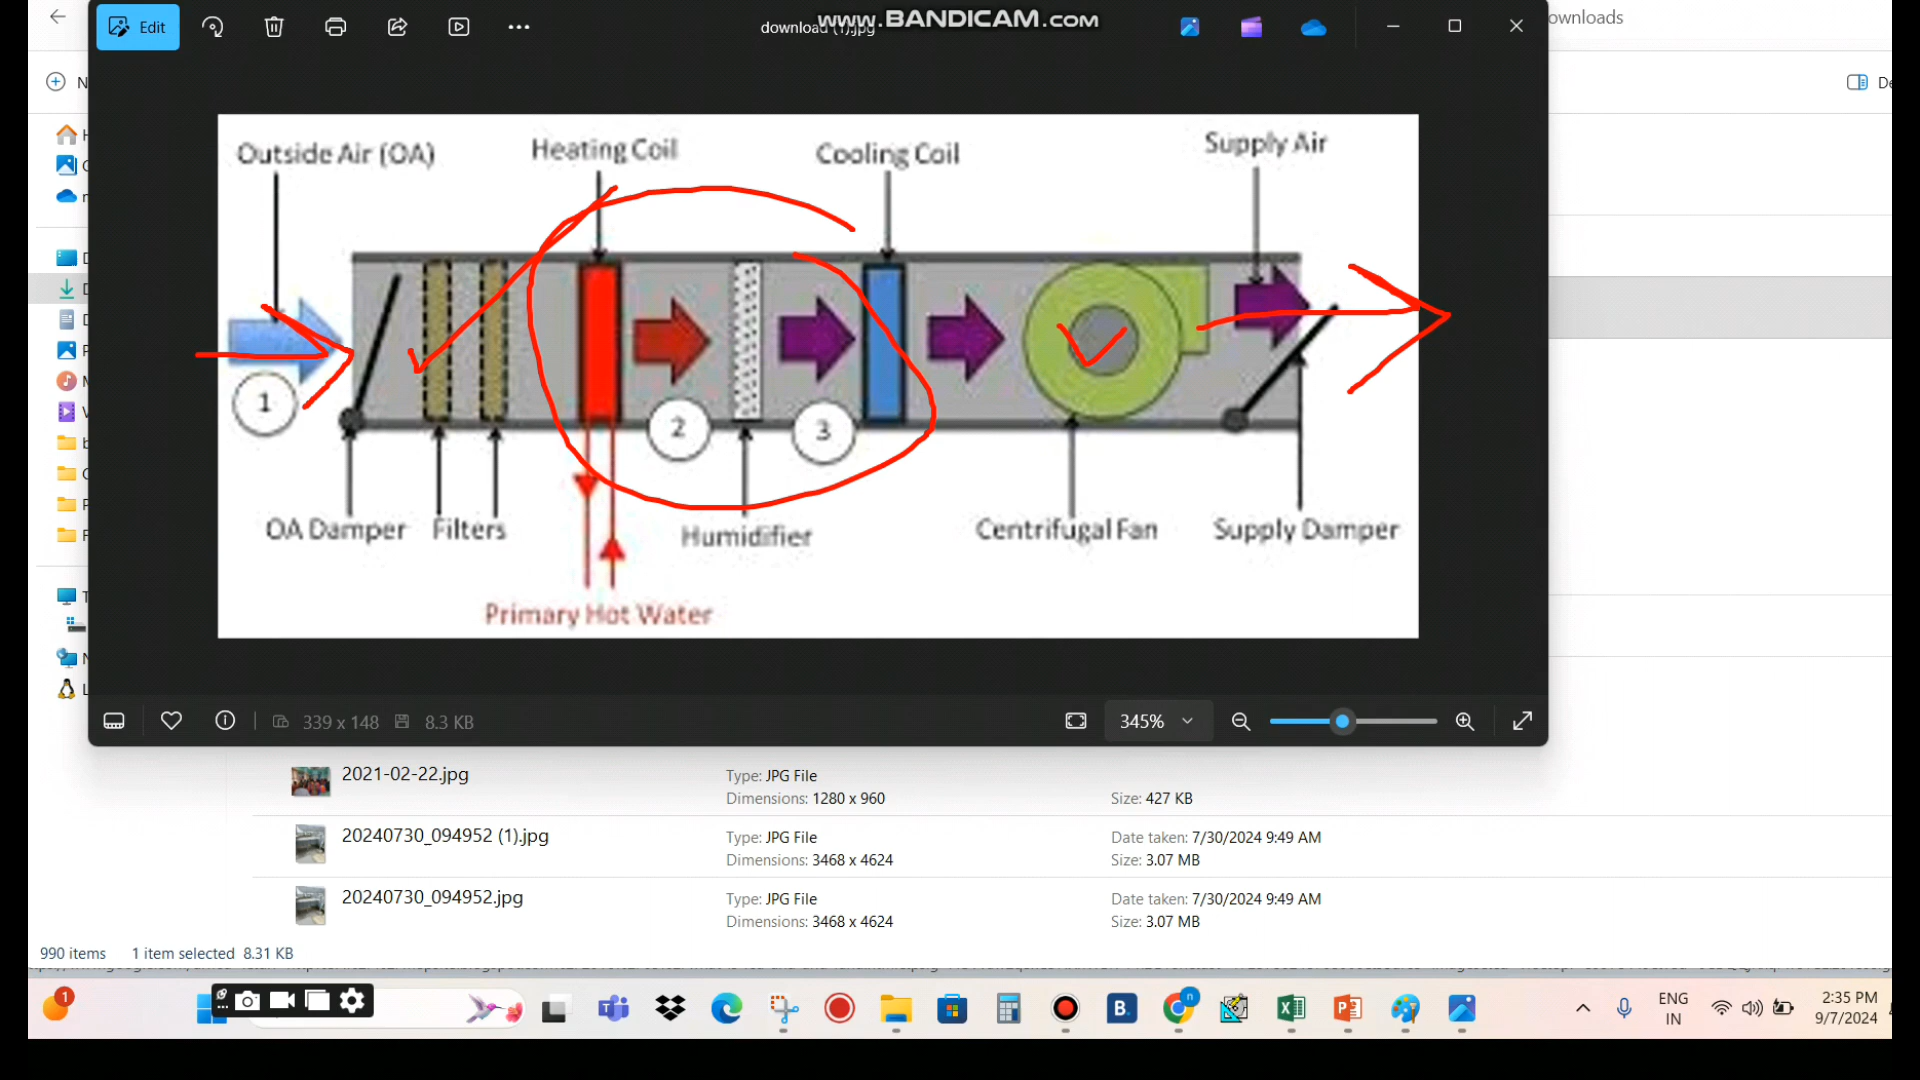 Edit
download (1).jpg
www.BANDICAM.com
ownloads
Outside Air (OA)
Heating Coil
Cooling Coil
Supply Air
1
2
3
OA Damper
Filters
Humidifier
Centrifugal Fan
Supply Damper
Primary Hot Water
339 x 148
8.3 KB
345%
2021-02-22.jpg
Type: JPG File
Dimensions: 1280 x 960
Size: 427 KB
20240730_094952 (1).jpg
Type: JPG File
Dimensions: 3468 x 4624
Date taken: 7/30/2024 9:49 AM
Size: 3.07 MB
20240730_094952.jpg
Type: JPG File
Dimensions: 3468 x 4624
Date taken: 7/30/2024 9:49 AM
Size: 3.07 MB
990 items
1 item selected 8.31 KB
1
B.
n
ENG
IN
2:35 PM
9/7/2024